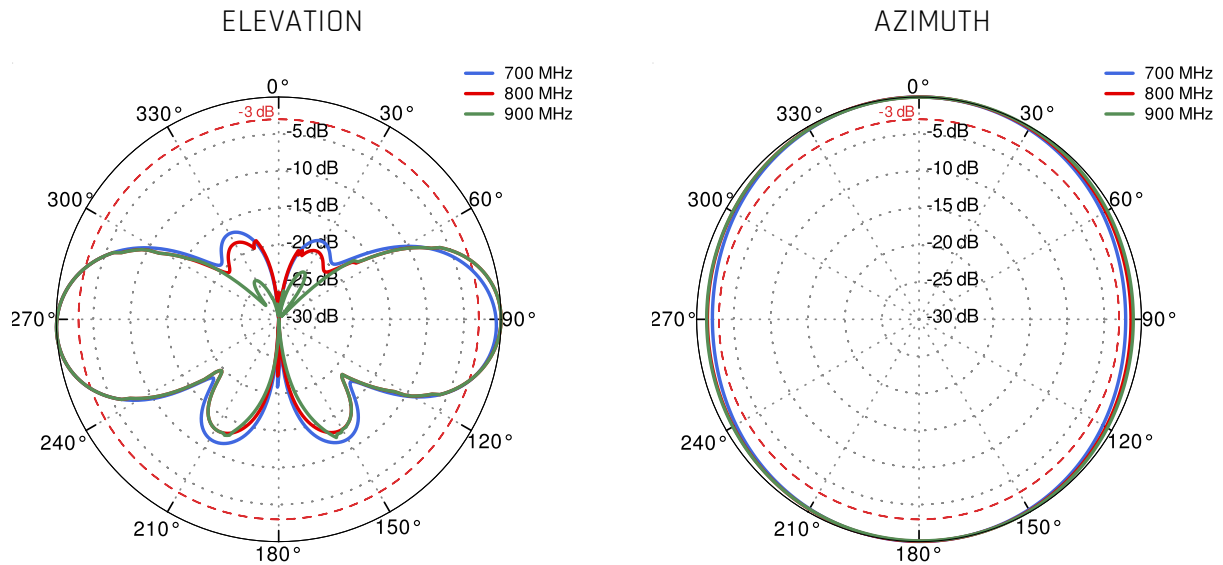 ELEVATION
700 MHz
800 MHz
900 MHz
0°
30°
60°
90°
120°
150°
180°
210°
240°
270°
300°
330°
-3 dB
-5 dB
-10 dB
-15 dB
-20 dB
-25 dB
-30 dB
AZIMUTH
700 MHz
800 MHz
900 MHz
0°
30°
60°
90°
120°
150°
180°
210°
240°
270°
300°
330°
-3 dB
-5 dB
-10 dB
-15 dB
-20 dB
-25 dB
-30 dB